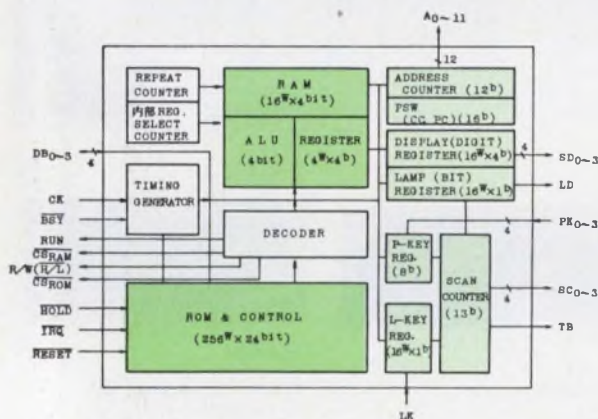 A0~11
12
REPEAT
COUNTER
内部REG.
SELECT
COUNTER
RAM
(16W×4bit)
ALU
(4bit)
REGISTER
(4W×4b)
ADDRESS
COUNTER (12b)
FSW
(CG PC)(16b)
DISPLAY(DIGIT)
REGISTER(16W×4b)
LAMP (BIT)
REGISTER(16W×1b)
4
SD0~3
LD
DB0~3
4
CK
BSY
RUN
CSRAM
R/W(H/L)
CSROM
TIMING
GENERATOR
DECODER
4
PK0~3
P-KEY
REG.
(8b)
SCAN
COUNTER
(13b)
4
SC0~3
TB
HOLD
IRQ
RESET
ROM & CONTROL
(256W×24bit)
L-KEY
REG.
(16W×1b)
LK